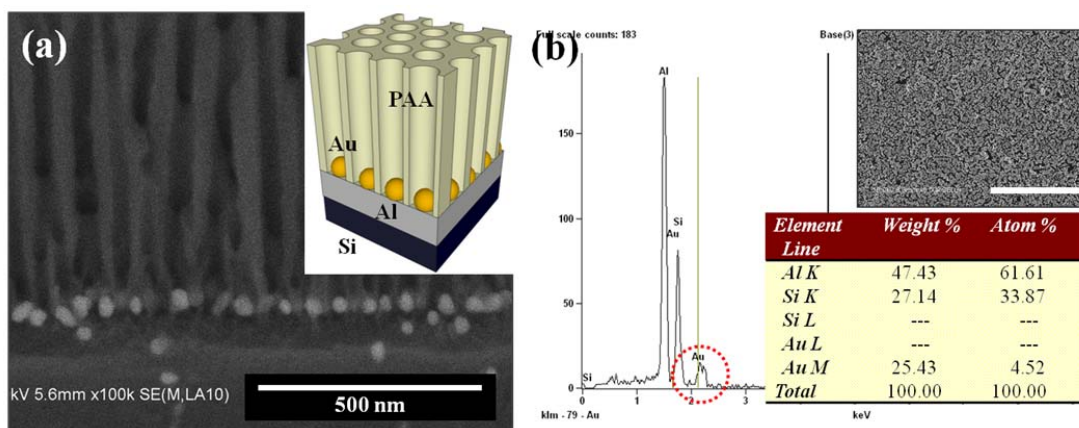 (a)
PAA
Au
Al
Si
kV 5.6mm x100k SE(M,LA10)
500 nm
(b)
Full scale counts: 183
Base(3)
150
100
50
0
Al
Si
Au
Au
Si
0
1
2
3
klm - 79 - Au
keV
Element Line Weight % Atom %
Al K 47.43 61.61
Si K 27.14 33.87
Si L --- ---
Au L --- ---
Au M 25.43 4.52
Total 100.00 100.00